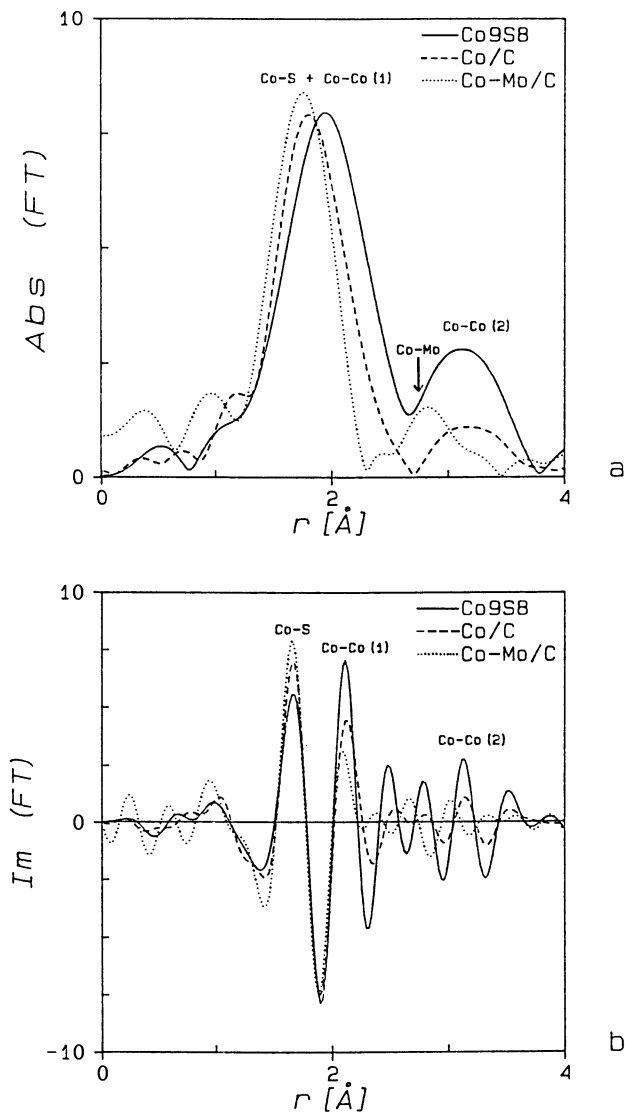 10
Co9S8
Co/C
Co-Mo/C
Co-S + Co-Co (1)
Abs (FT)
Co-Co (2)
Co-Mo
0
0 2 4
r [Å]
a
10
Co9S8
Co/C
Co-Mo/C
Co-S
Co-Co (1)
Co-Co (2)
Im (FT)
0
-10
0 2 4
r [Å]
b